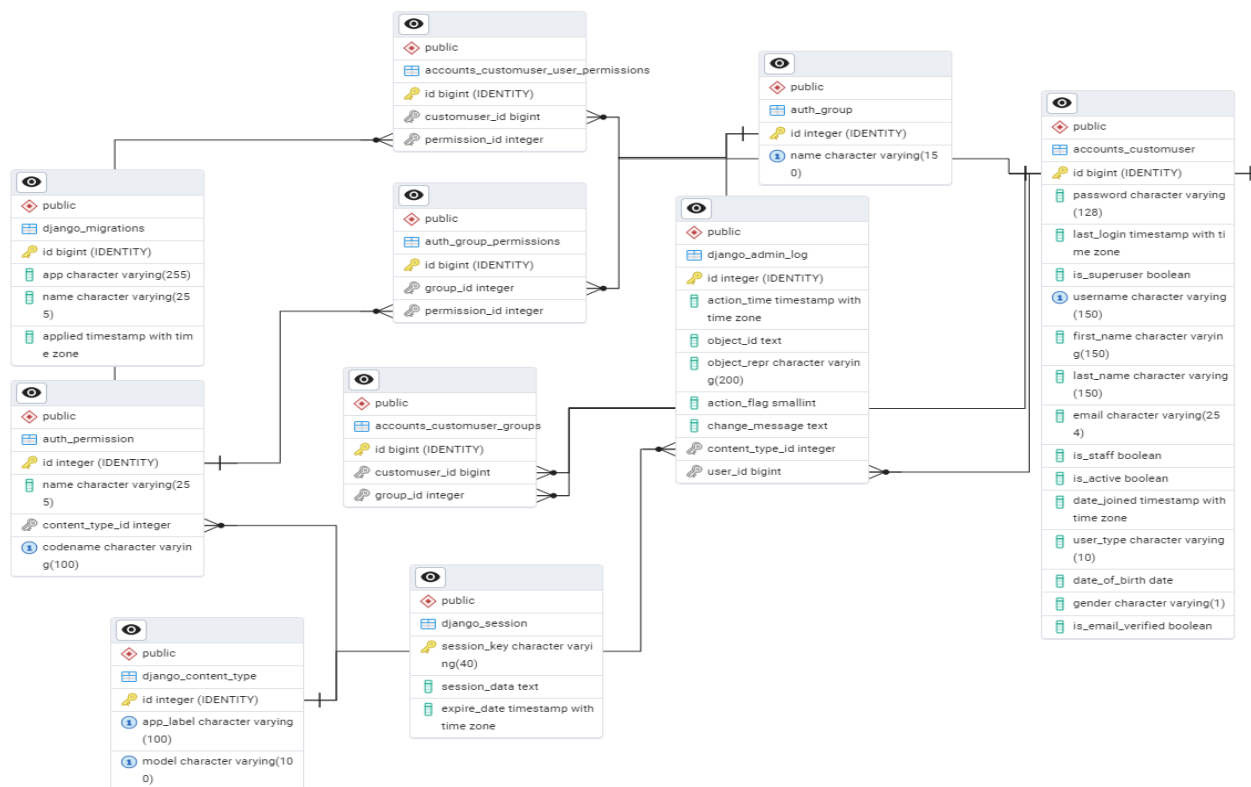 public
accounts_customuser_user_permissions
id bigint (IDENTITY)
customuser_id bigint
permission_id integer
public
auth_group
id integer (IDENTITY)
name character varying(15
0)
public
accounts_customuser
id bigint (IDENTITY)
password character varying
(128)
last_login timestamp with ti
me zone
is_superuser boolean
username character varying
(150)
first_name character varyin
g(150)
last_name character varying
(150)
email character varying(25
4)
is_staff boolean
is_active boolean
date_joined timestamp with
time zone
user_type character varying
(10)
date_of_birth date
gender character varying(1)
is_email_verified boolean
public
django_migrations
id bigint (IDENTITY)
app character varying(255)
name character varying(25
5)
applied timestamp with tim
e zone
public
auth_group_permissions
id bigint (IDENTITY)
group_id integer
permission_id integer
public
django_admin_log
id integer (IDENTITY)
action_time timestamp with
time zone
object_id text
object_repr character varyin
g(200)
action_flag smallint
change_message text
content_type_id integer
user_id bigint
public
auth_permission
id integer (IDENTITY)
name character varying(25
5)
content_type_id integer
1 codename character varyin
g(100)
public
accounts_customuser_groups
id bigint (IDENTITY)
customuser_id bigint
group_id integer
public
django_session
session_key character varyi
ng(40)
session_data text
expire_date timestamp with
time zone
public
django_content_type
id integer (IDENTITY)
app_label character varying
(100)
model character varying(10
0)